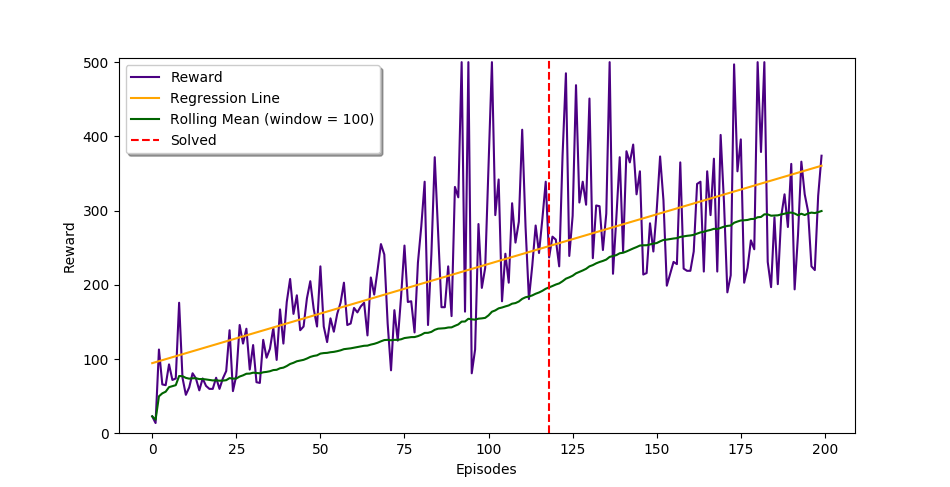 500
400
300
200
100
0
Reward
Reward
Regression Line
Rolling Mean (window = 100)
Solved
0 25 50 75 100 125 150 175 200
Episodes